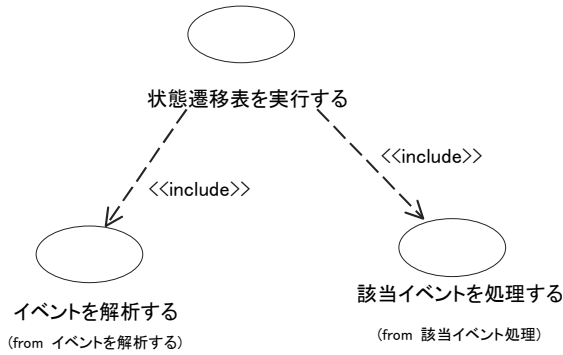 状態遷移表を実行する
<<include>>
<<include>>
イベントを解析する
(from イベントを解析する)
該当イベントを処理する
(from 該当イベント処理)